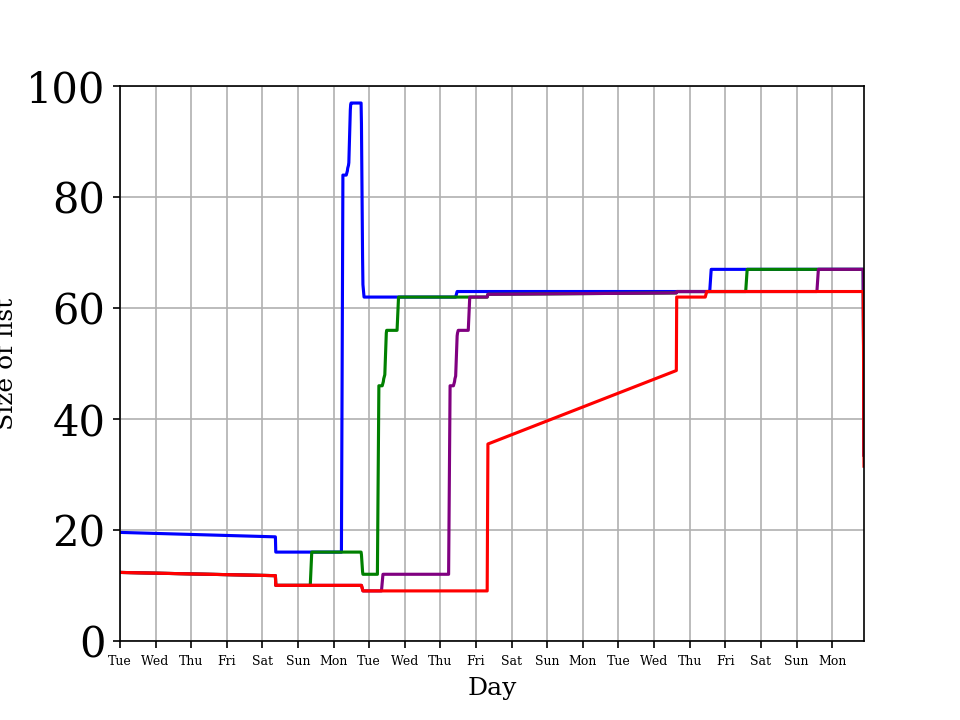 100
80
60
40
20
0
Size of list
Tue Wed Thu Fri Sat Sun Mon Tue Wed Thu Fri Sat Sun Mon Tue Wed Thu Fri Sat Sun Mon
Day